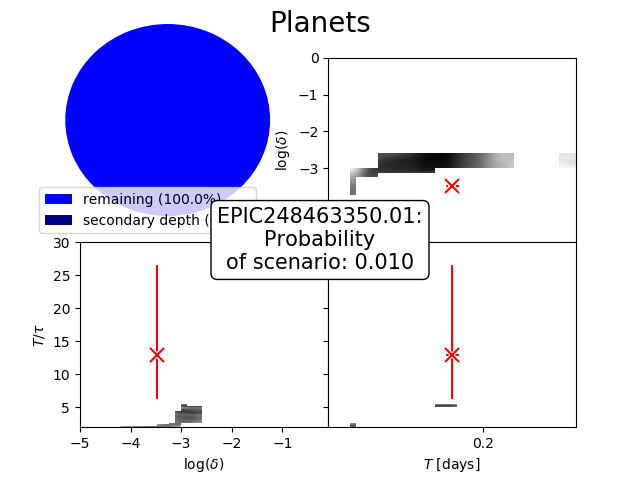 Planets
remaining (100.0%)
secondary depth (
EPIC248463350.01:
Probability
of scenario: 0.010
log(δ)
0
−1
−2
−3
T/τ
30
25
20
15
10
5
−5
−4
−3
−2
−1
log(δ)
0.2
T [days]